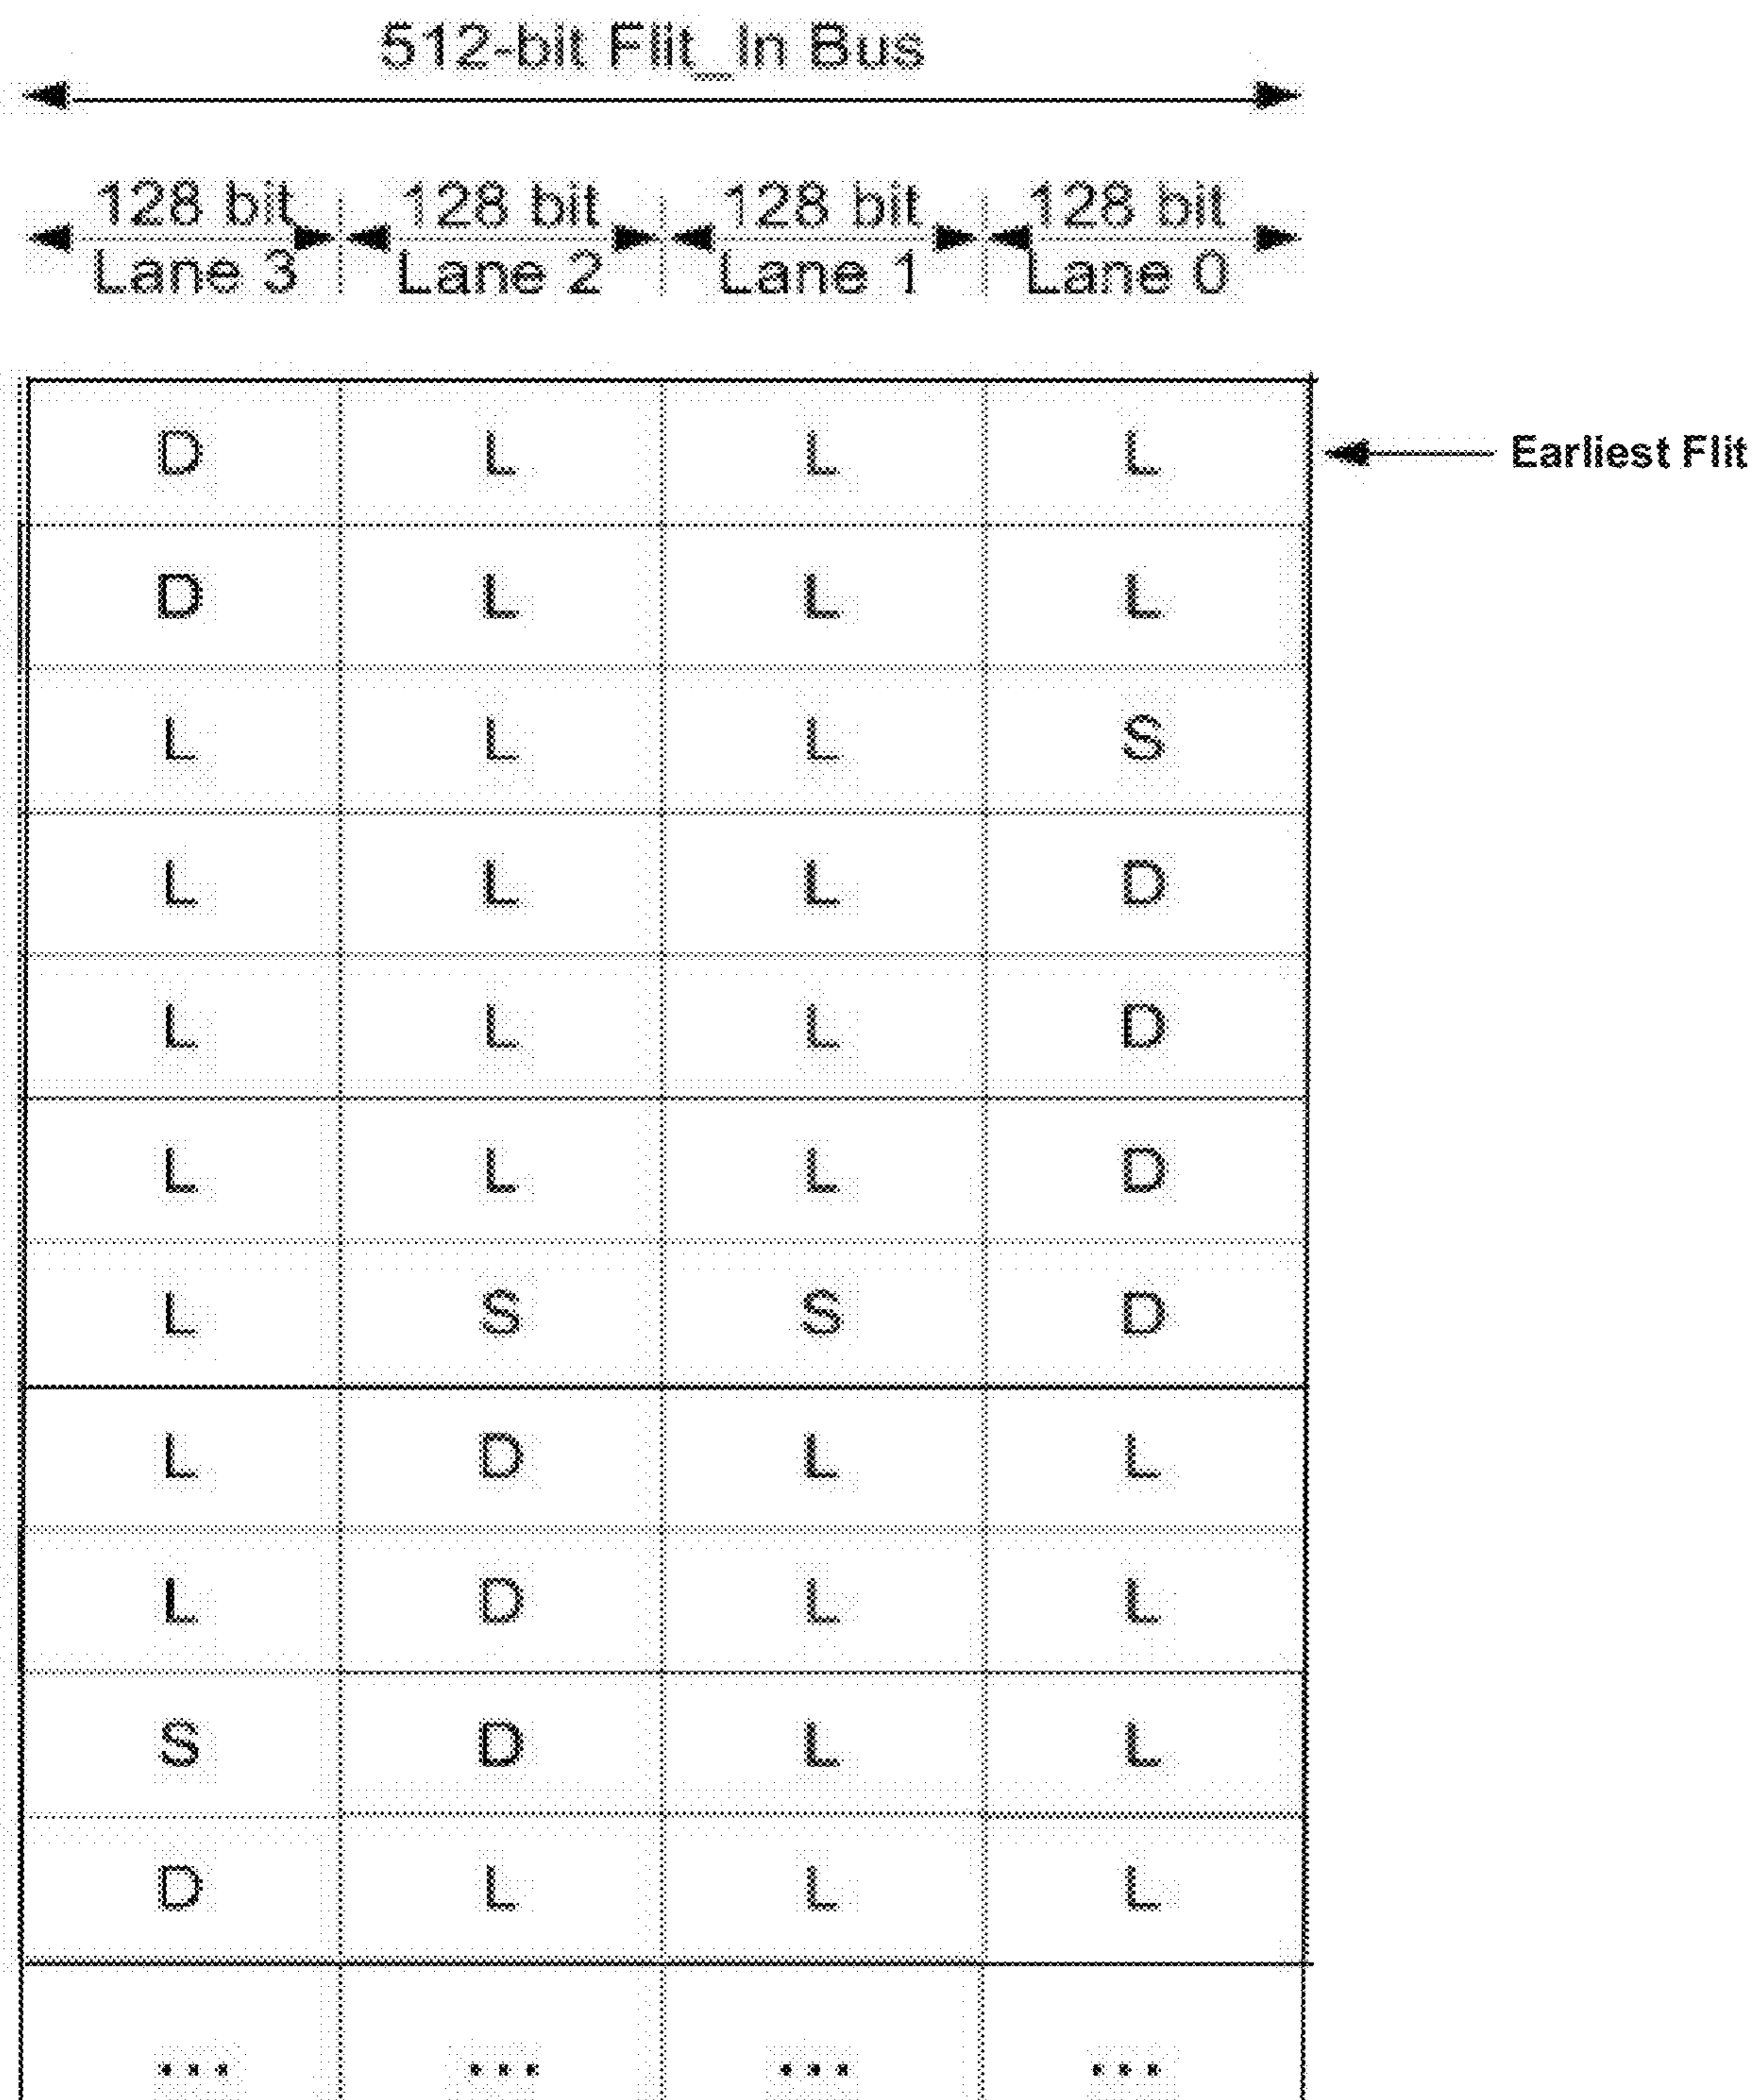 512-bit Flit_In Bus
128 bit 128 bit 128 bit 128 bit
Lane 3 Lane 2 Lane 1 Lane 0
D L L L Earliest Flit
D L L L
L L L S
L L L D
L L L D
L L L D
L S S D
L D L L
L D L L
S D L L
D L L L
... ... ... ...